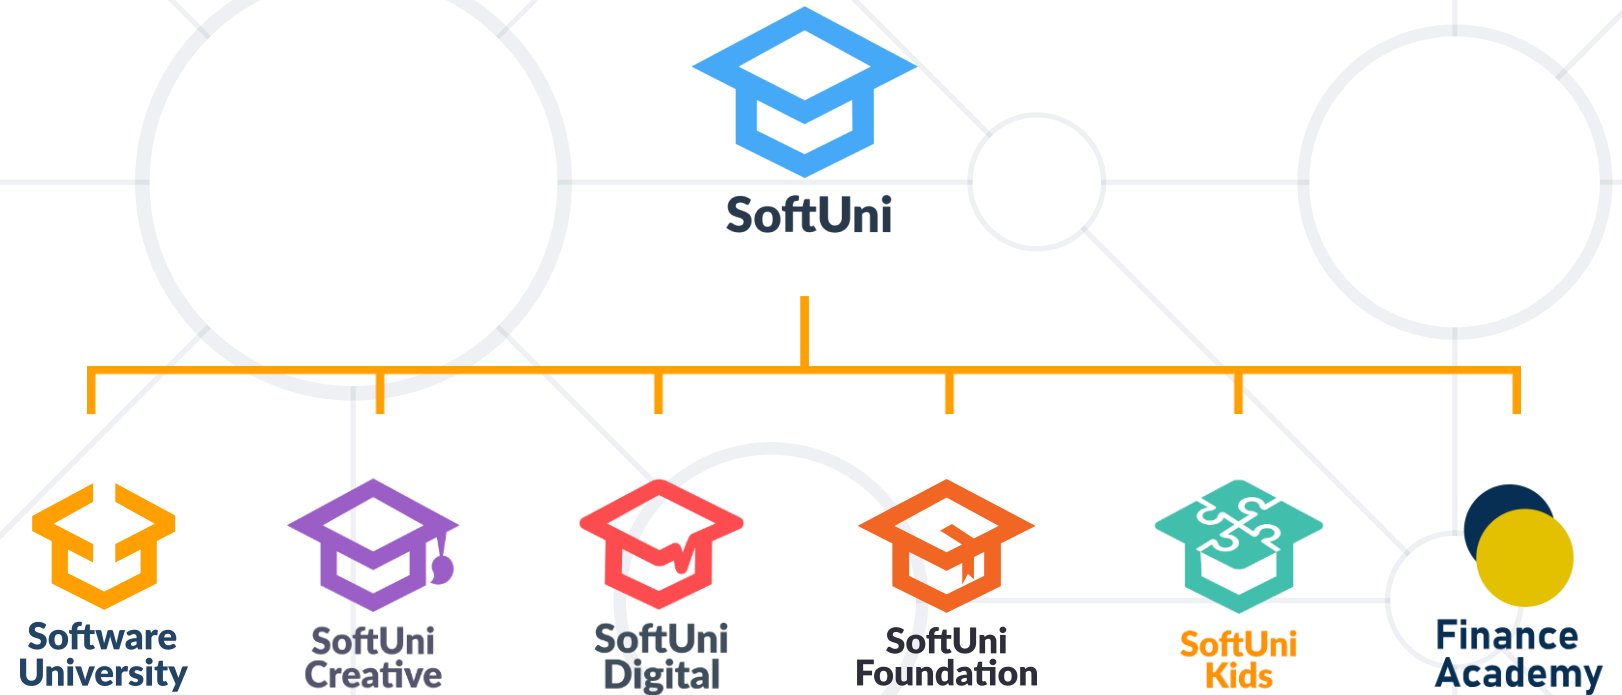 SoftUni
Software
University
SoftUni
Creative
SoftUni
Digital
SoftUni
Foundation
SoftUni
Kids
Finance
Academy